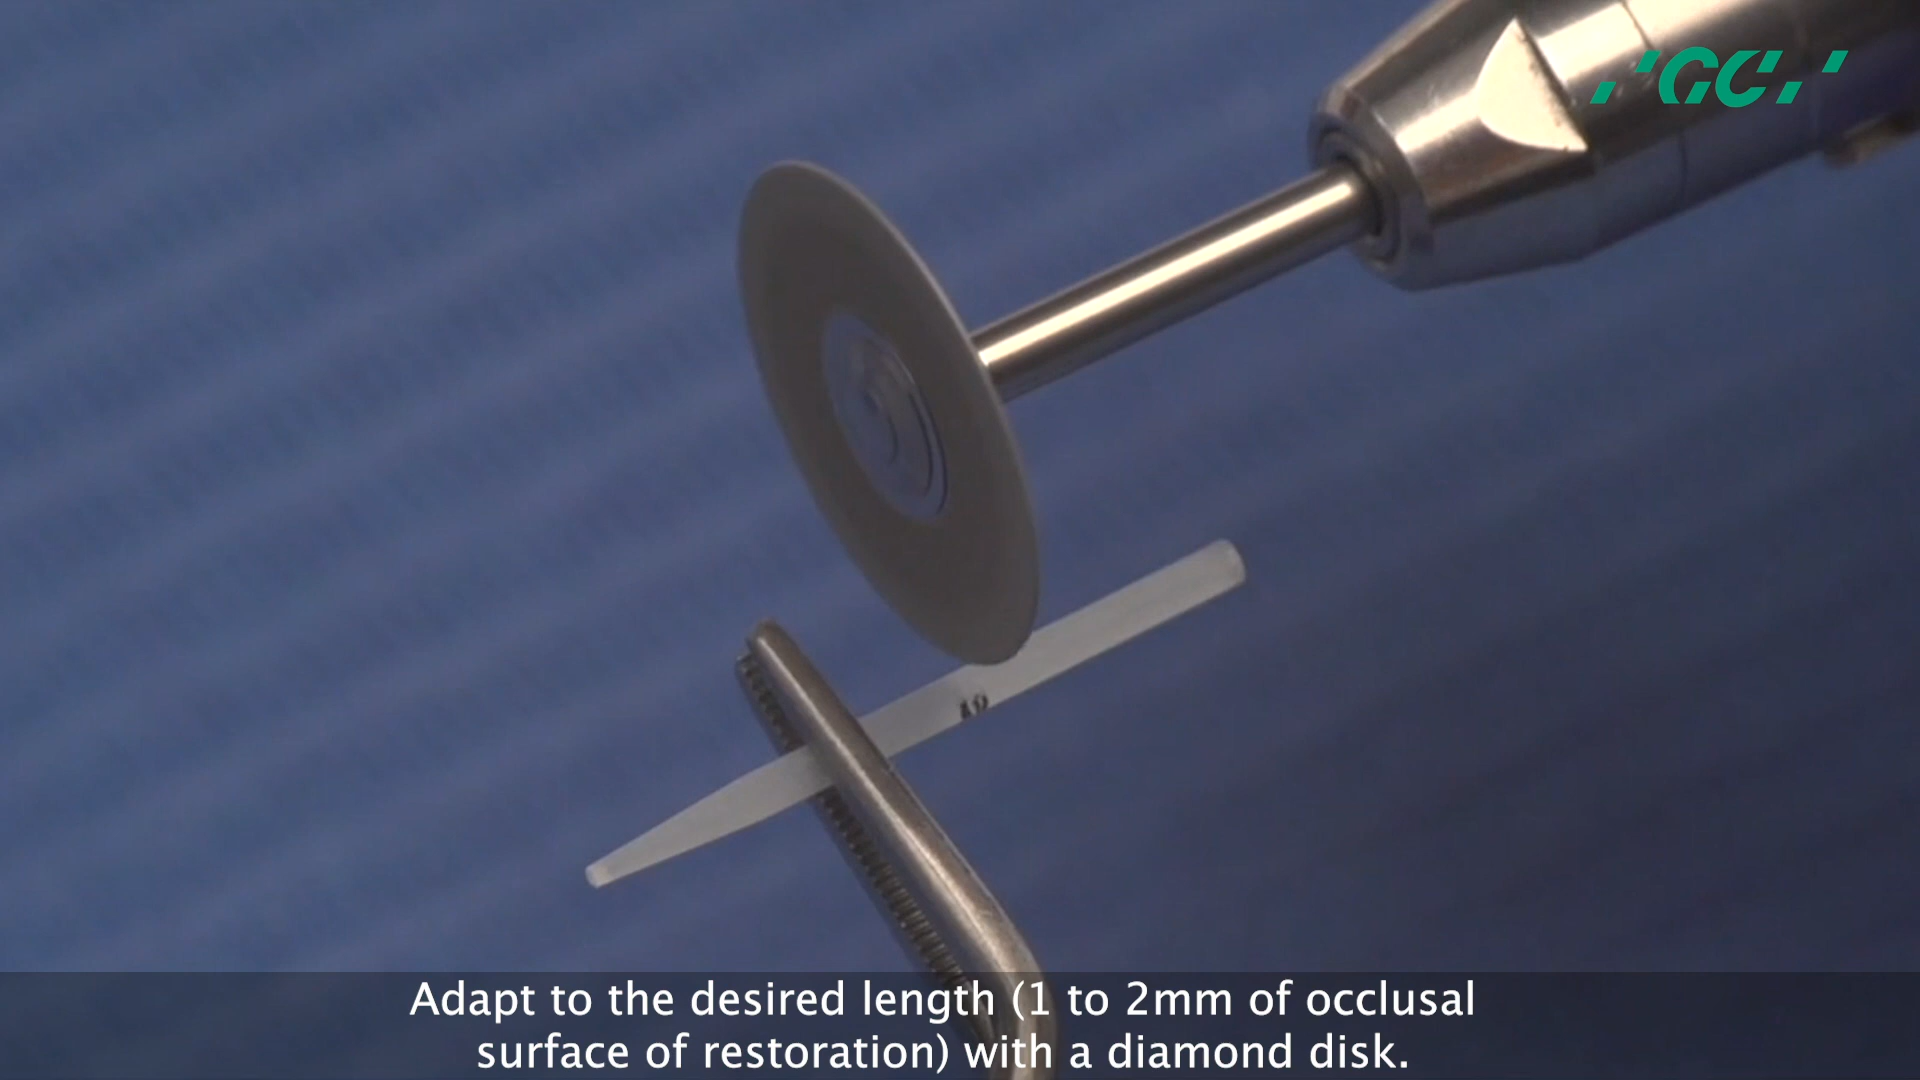 GC
Adapt to the desired length (1 to 2mm of occlusal
surface of restoration) with a diamond disk.